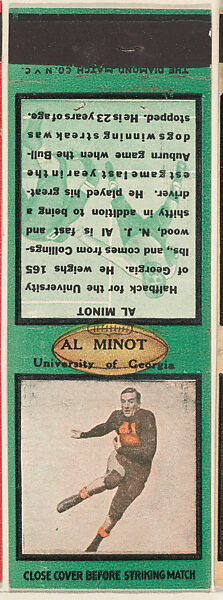 THE DIAMOND MATCH CO. N.Y.C.
AL MINOT
Halfback for the University
of Georgia. He weighs 165
lbs., and comes from Collings-
wood, N. J. Al is fast and
shifty in addition to being a
driver. He played his great-
est game last year in the
Auburn game when the Bull-
dogs winning streak was
stopped. He is 23 years of age.
AL MINOT
University of Georgia
21
CLOSE COVER BEFORE STRIKING MATCH